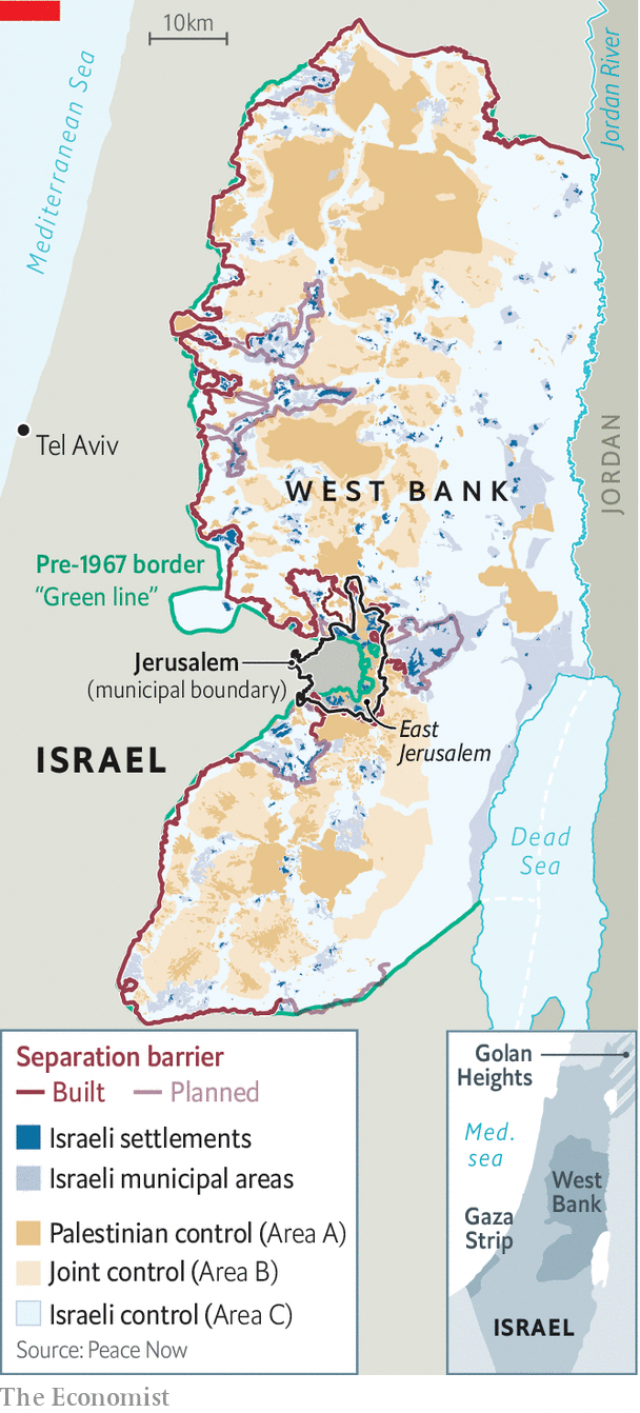 10km
Mediterranean Sea
Jordan River
Tel Aviv
JORDAN
WEST BANK
Pre-1967 border
“Green line”
Jerusalem
(municipal boundary)
East
Jerusalem
ISRAEL
Dead
Sea
Separation barrier
Built
Planned
Israeli settlements
Israeli municipal areas
Palestinian control (Area A)
Joint control (Area B)
Israeli control (Area C)
Source: Peace Now
Golan
Heights
Med.
sea
West
Bank
Gaza
Strip
ISRAEL
The Economist